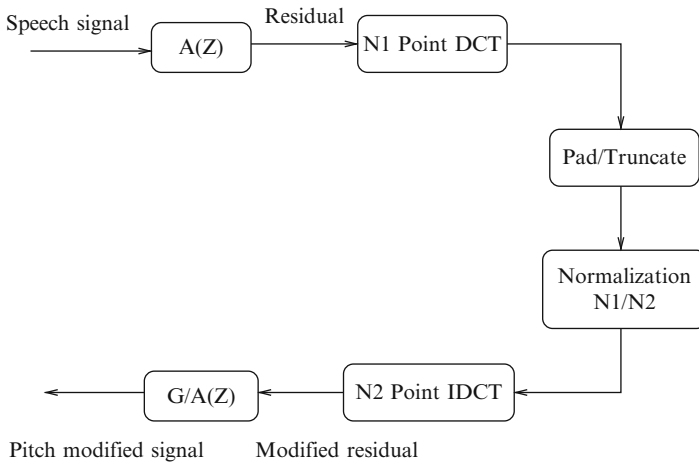 Speech signal
A(Z)
Residual
N1 Point DCT
Pad/Truncate
Normalization
N1/N2
N2 Point IDCT
G/A(Z)
Pitch modified signal
Modified residual